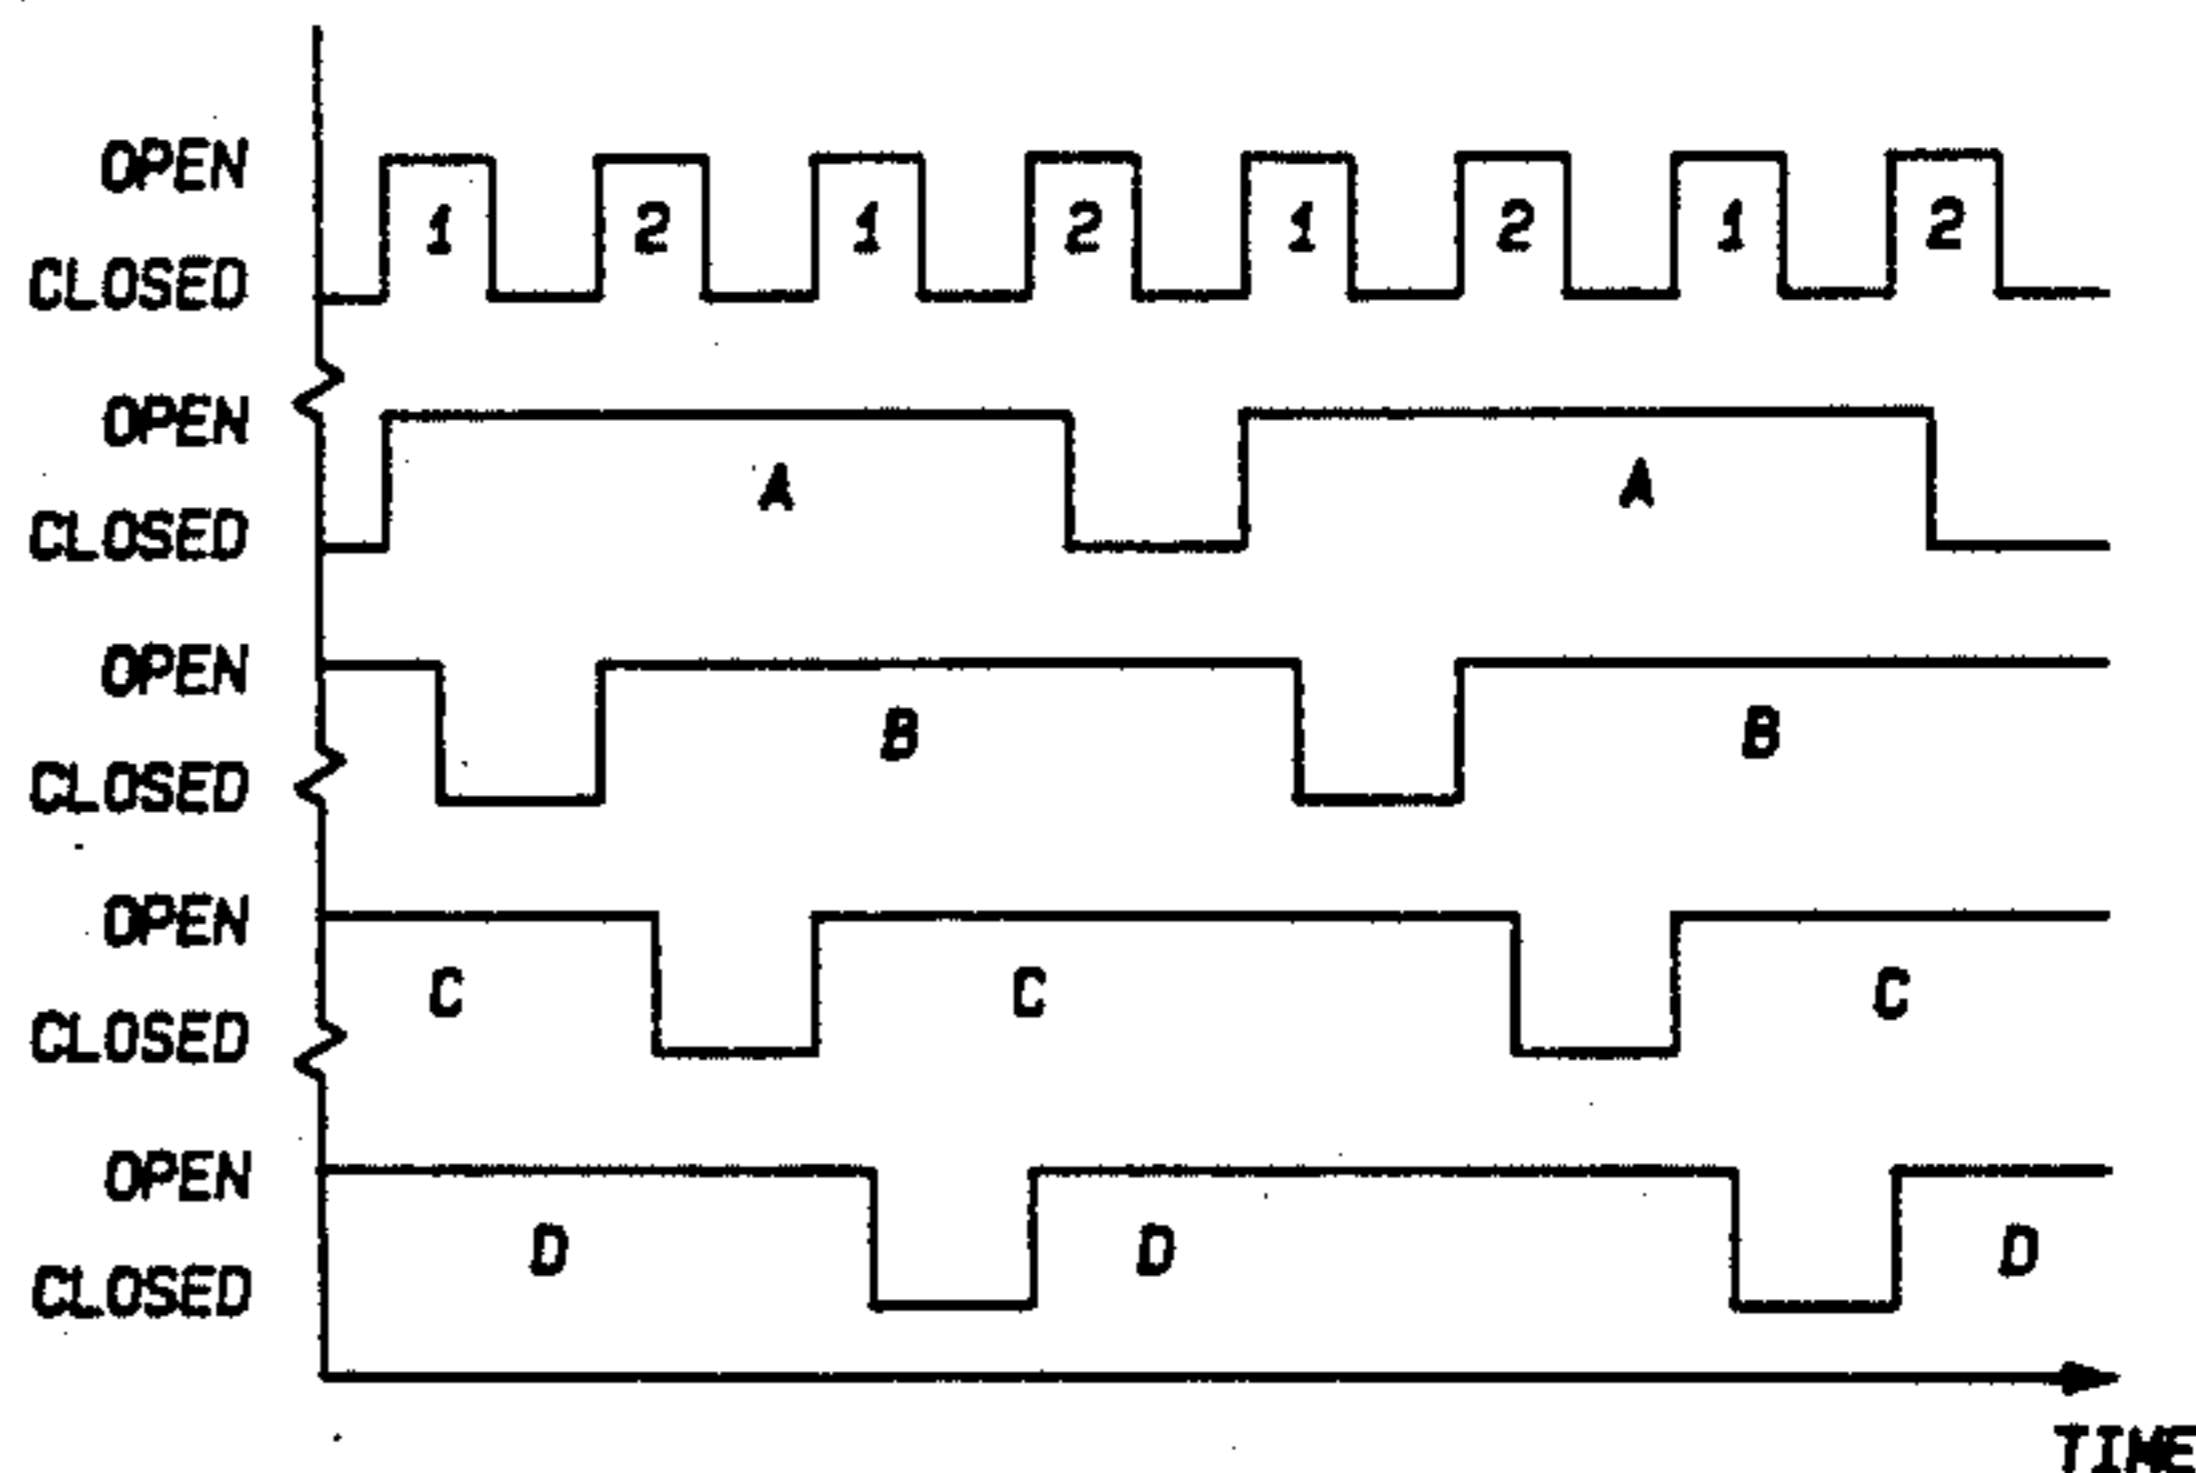 OPEN
1 2 1 2 1 2 1 2
CLOSED
OPEN
A A
CLOSED
OPEN
B B
CLOSED
OPEN
C C C
CLOSED
OPEN
D D D
CLOSED
TIME